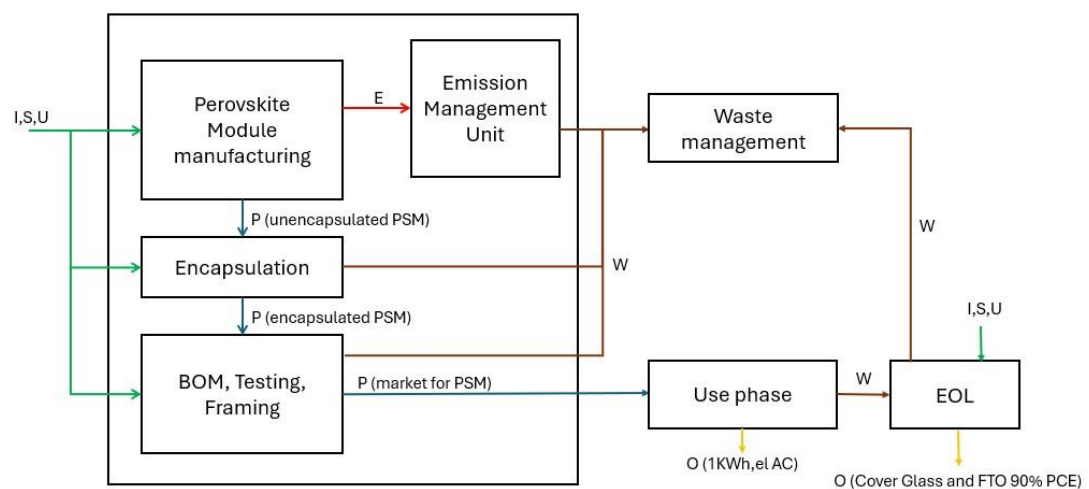 Perovskite
Module
manufacturing
E
Emission
Management
Unit
I,S,U
Waste
management
P (unencapsulated PSM)
Encapsulation
W
W
P (encapsulated PSM)
I,S,U
BOM, Testing,
Framing
P (market for PSM)
Use phase
W
EOL
O (1KWh,el AC)
O (Cover Glass and FTO 90% PCE)